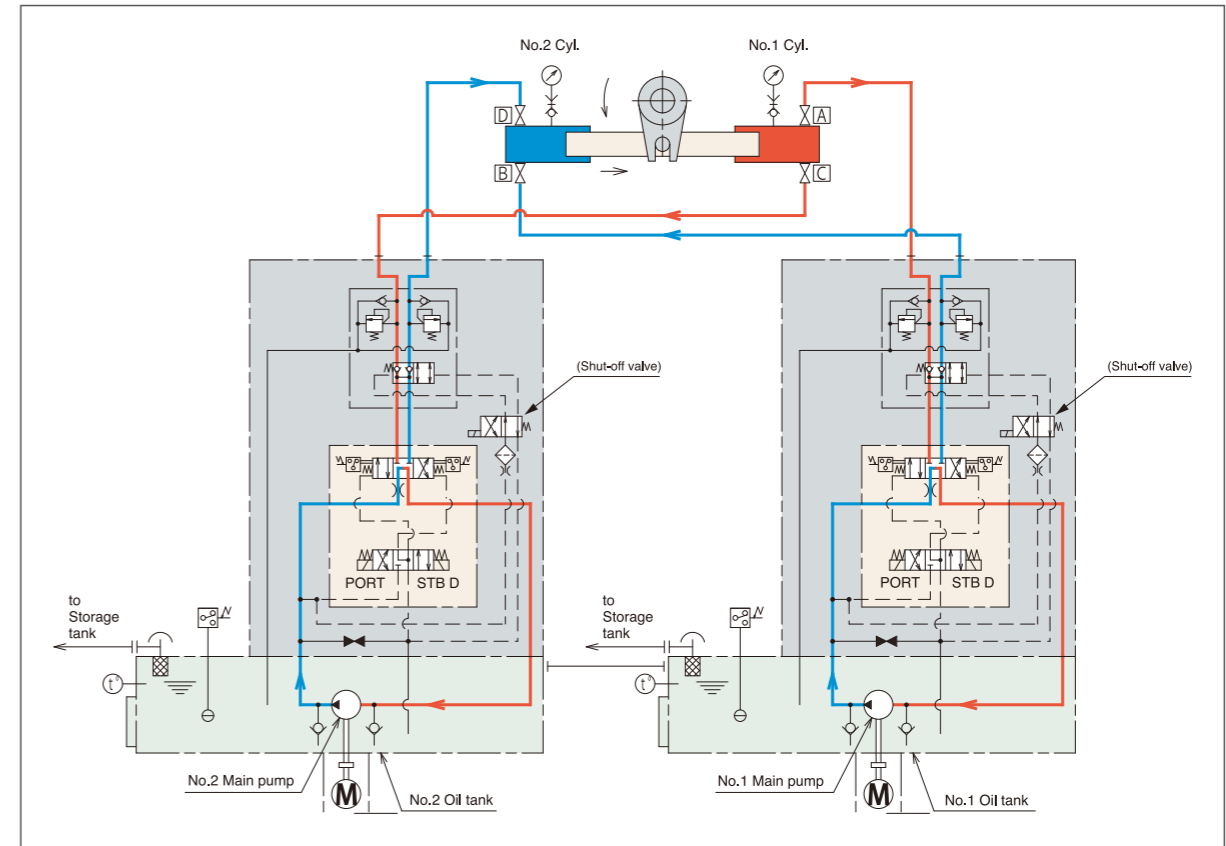 No.2 Cyl.
No.1 Cyl.
D
A
B
C
(Shut-off valve)
(Shut-off valve)
PORT
STB D
PORT
STB D
to
Storage
tank
to
Storage
tank
t°
t°
No.2 Main pump
M
No.2 Oil tank
No.1 Main pump
M
No.1 Oil tank